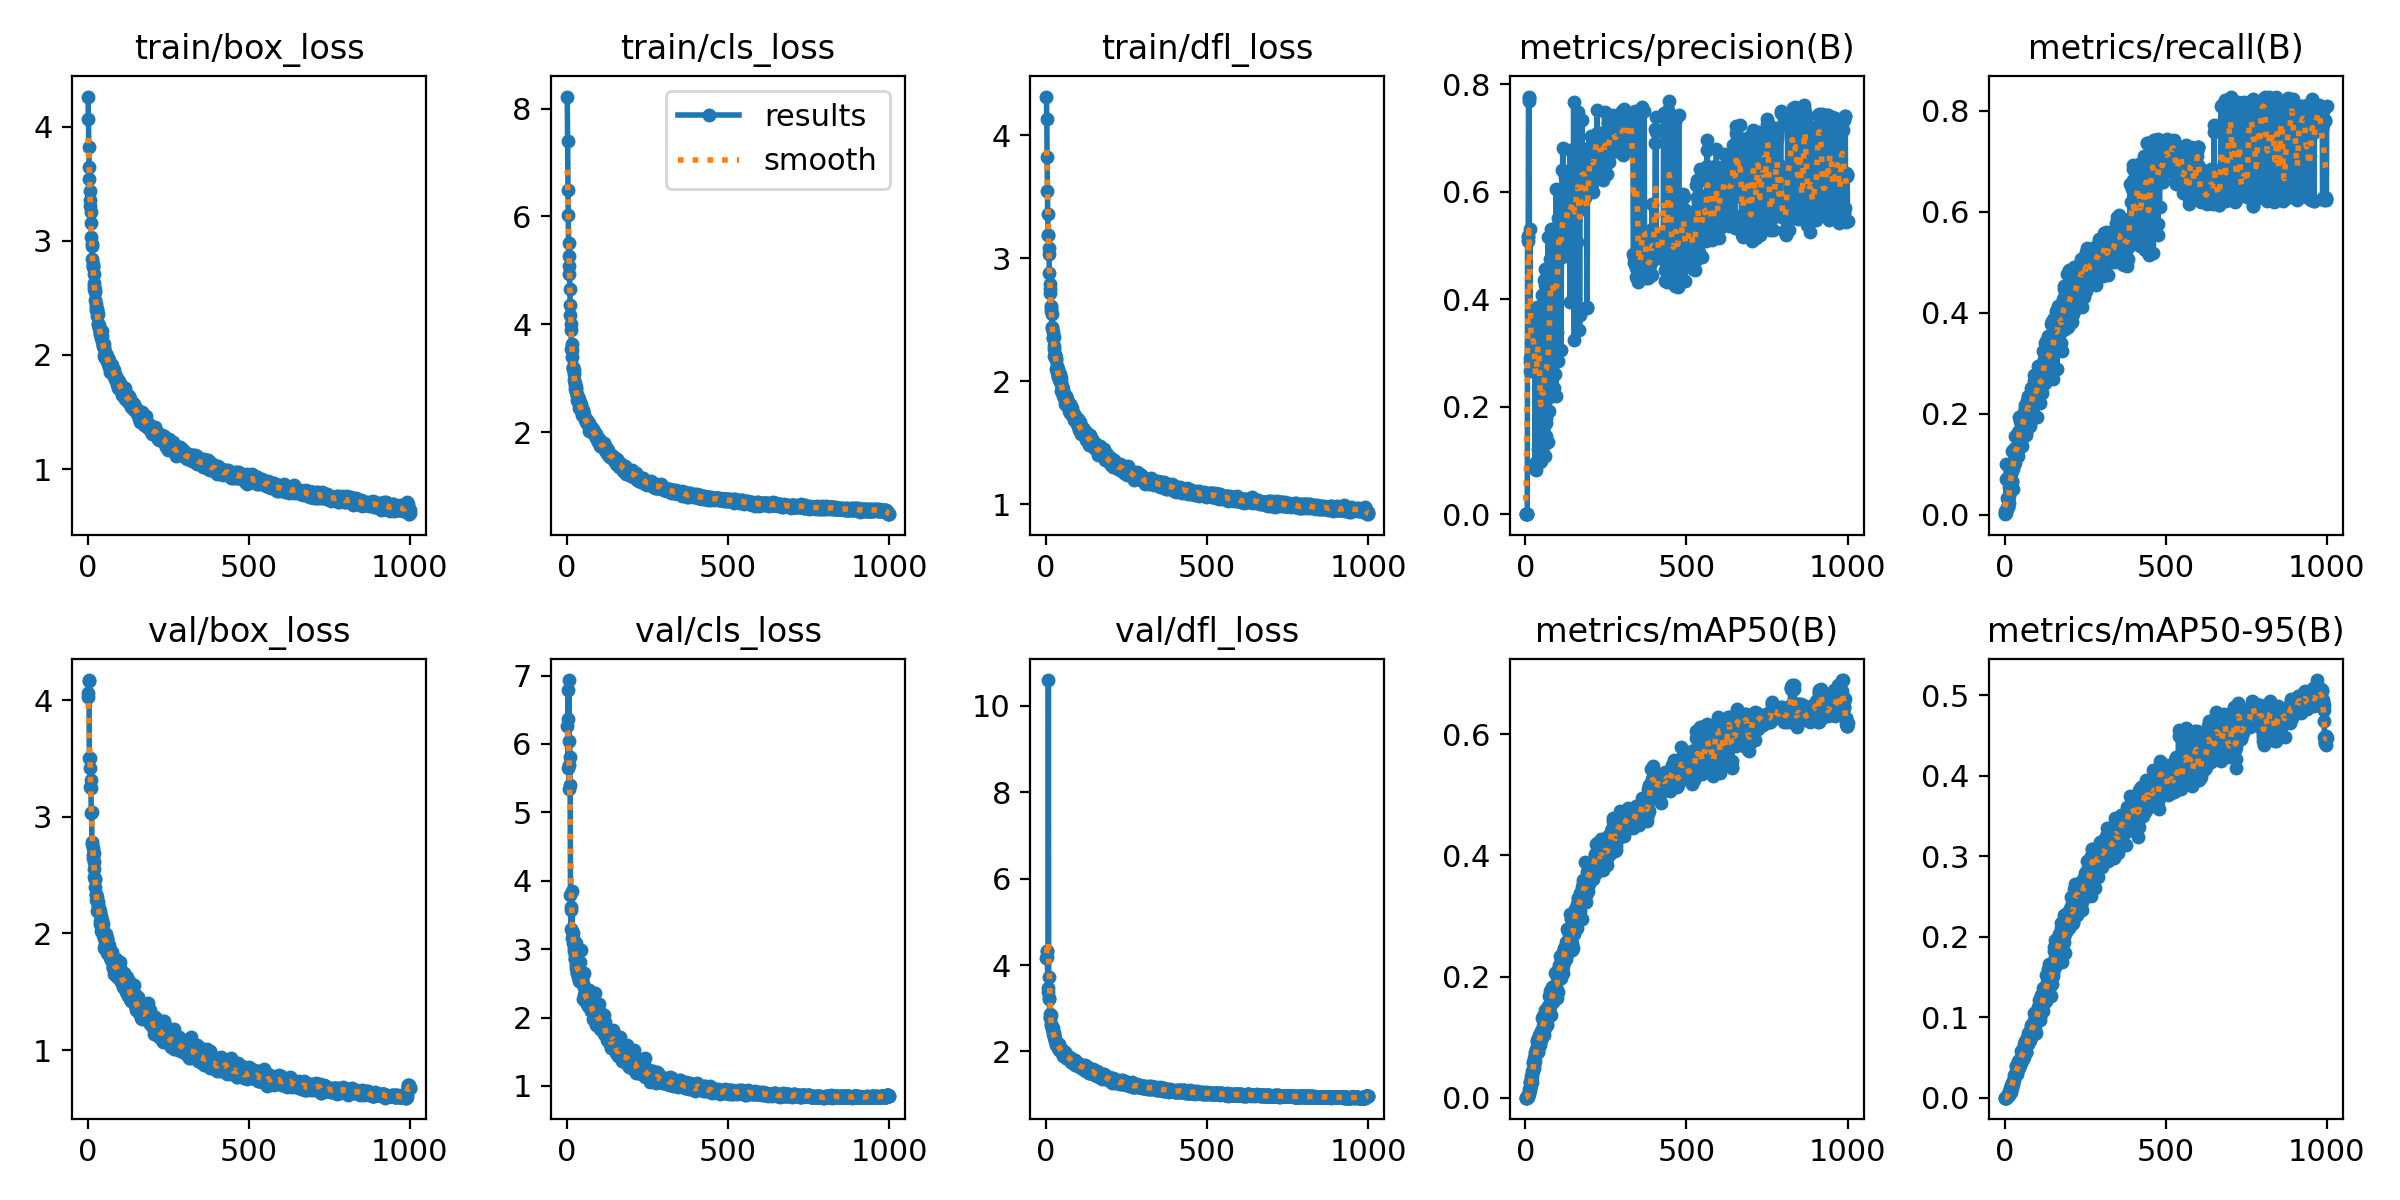 train/box_loss
4
3
2
1
0 500 1000
train/cls_loss
results
smooth
8
6
4
2
0 500 1000
train/dfl_loss
4
3
2
1
0 500 1000
metrics/precision(B)
0.8
0.6
0.4
0.2
0.0
0 500 1000
metrics/recall(B)
0.8
0.6
0.4
0.2
0.0
0 500 1000
val/box_loss
4
3
2
1
0 500 1000
val/cls_loss
7
6
5
4
3
2
1
0 500 1000
val/dfl_loss
10
8
6
4
2
0 500 1000
metrics/mAP50(B)
0.6
0.4
0.2
0.0
0 500 1000
metrics/mAP50-95(B)
0.5
0.4
0.3
0.2
0.1
0.0
0 500 1000